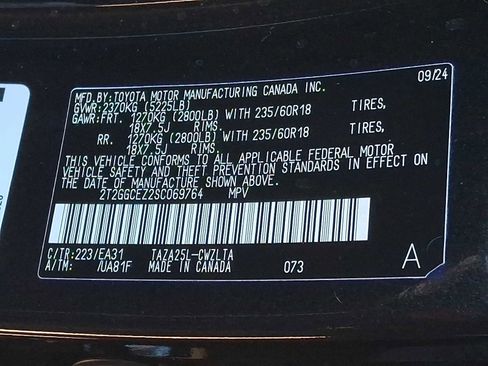 MFD.BY:TOYOTA MOTOR MANUFACTURING CANADA INC. 09/24
GVWR:2370KG (5225LB)
GAWR:FRT. 1270KG (2800LB) WITH 235/60R18 TIRES,
18X7.5J RIMS.
RR. 1270KG (2800LB) WITH 235/60R18 TIRES,
18X7.5J RIMS.
THIS VEHICLE CONFORMS TO ALL APPLICABLE FEDERAL MOTOR
VEHICLE SAFETY AND THEFT PREVENTION STANDARDS IN EFFECT ON
THE DATE OF MANUFACTURE SHOWN ABOVE.
2T2GGCEZ2SC069764 MPV
C/TR:223/EA31 TAZA25L-CWZLTA
A/TM: /UA81F MADE IN CANADA 073 A